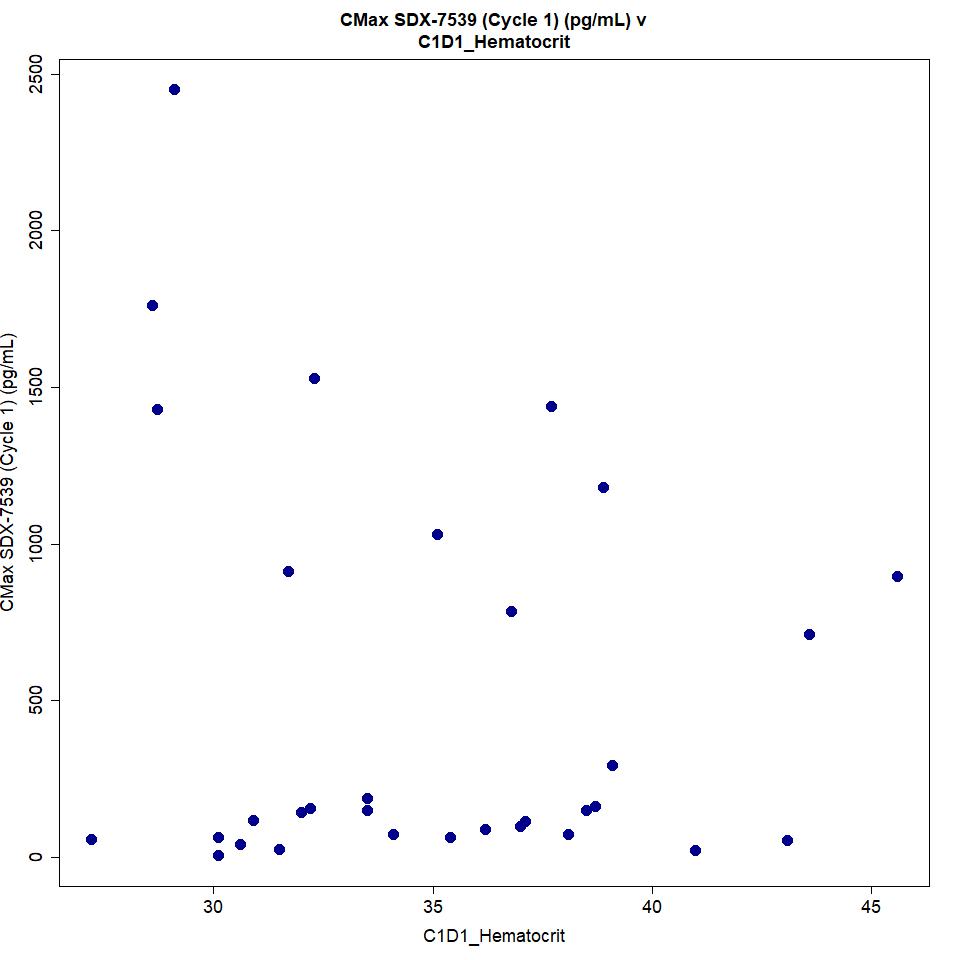 CMax SDX-7539 (Cycle 1) (pg/mL) v
C1D1_Hematocrit
CMax SDX-7539 (Cycle 1) (pg/mL)
2500
2000
1500
1000
500
0
30
35
40
45
C1D1_Hematocrit